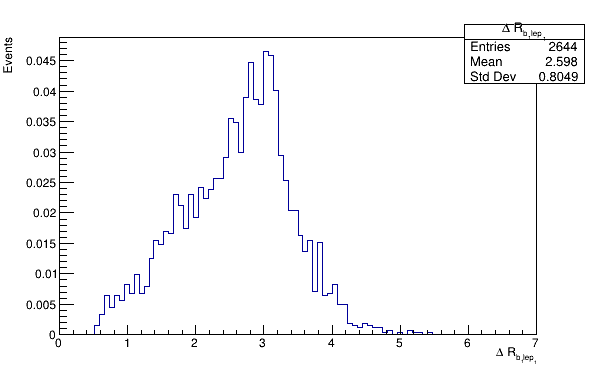 Δ R_{b,lep_1}
Entries 2644
Mean 2.598
Std Dev 0.8049
Events
0.045
0.04
0.035
0.03
0.025
0.02
0.015
0.01
0.005
0
0 1 2 3 4 5 6 7
Δ R_{b,lep_1}